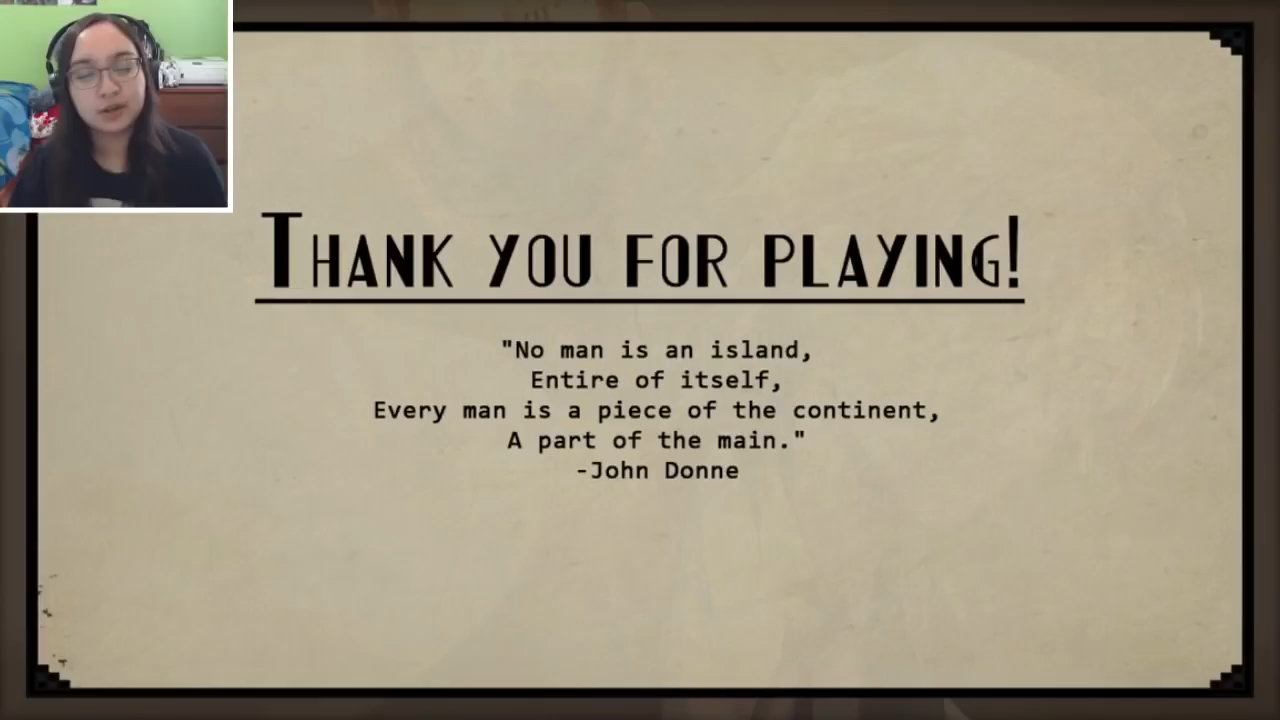 THANK YOU FOR PLAYING!
"No man is an island,
Entire of itself,
Every man is a piece of the continent,
A part of the main."
-John Donne